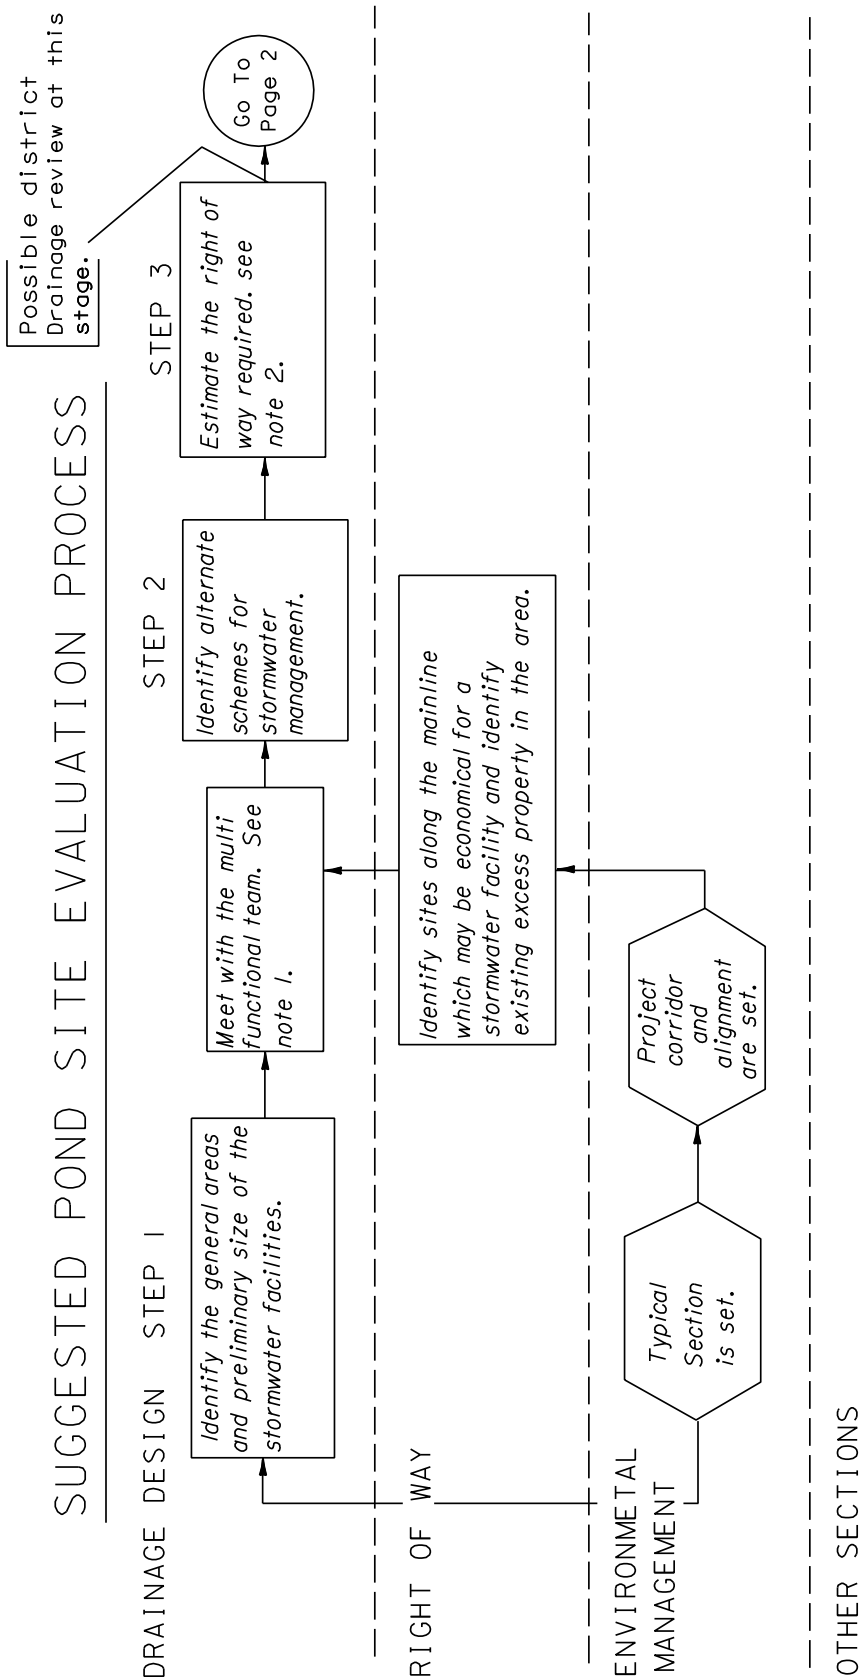 SUGGESTED POND SITE EVALUATION PROCESS
Possible district
Drainage review at this
stage.
DRAINAGE DESIGN STEP 1
Identify the general areas
and preliminary size of the
stormwater facilities.
Meet with the multi
functional team. See
note 1.
STEP 2
Identify alternate
schemes for
stormwater
management.
STEP 3
Estimate the right of
way required. see
note 2.
Go To
Page 2
RIGHT OF WAY
Identify sites along the mainline
which may be economical for a
stormwater facility and identify
existing excess property in the area.
ENVIRONMETAL
MANAGEMENT
Typical
Section
is set.
Project
corridor
and
alignment
are set.
OTHER SECTIONS